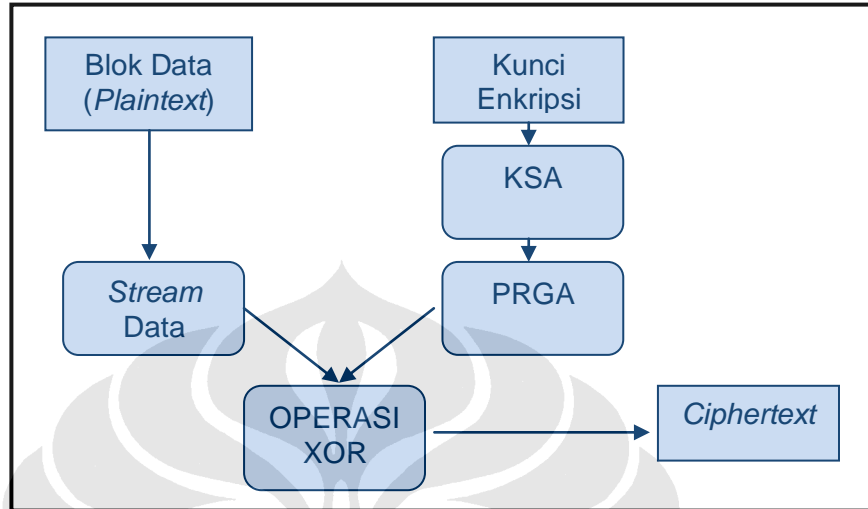 Blok Data
(Plaintext)
Kunci
Enkripsi
KSA
Stream
Data
PRGA
OPERASI
XOR
Ciphertext